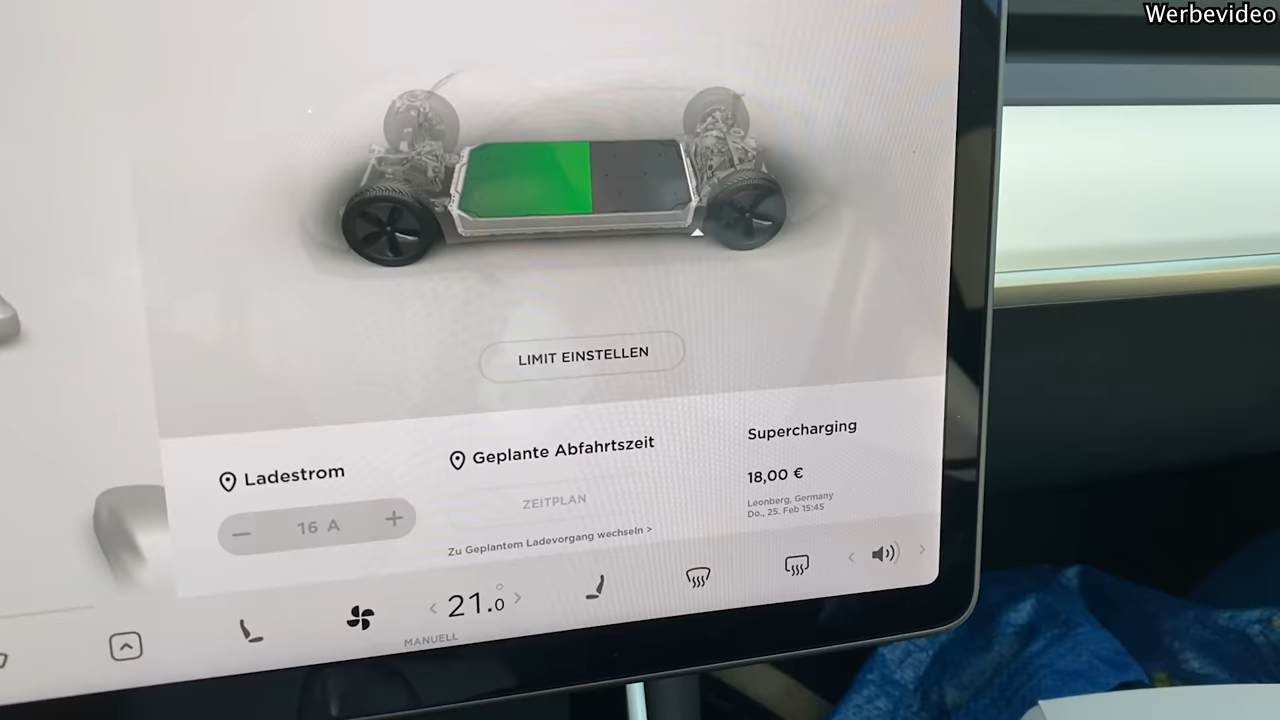 Werbevideo
LIMIT EINSTELLEN
Ladestrom
16 A
Geplante Abfahrtszeit
ZEITPLAN
Zu Geplantem Ladevorgang wechseln >
Supercharging
18,00 €
Leonberg, Germany
Do., 25. Feb 15:45
21.0°
MANUELL